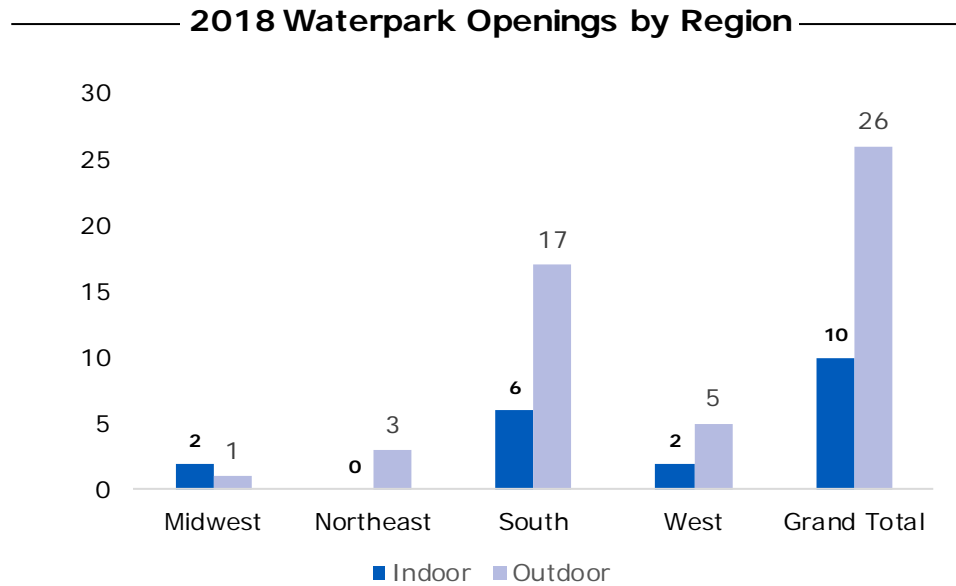 2018 Waterpark Openings by Region
30
25
20
15
10
5
0
2
1
0
3
6
17
2
5
10
26
Midwest
Northeast
South
West
Grand Total
Indoor
Outdoor